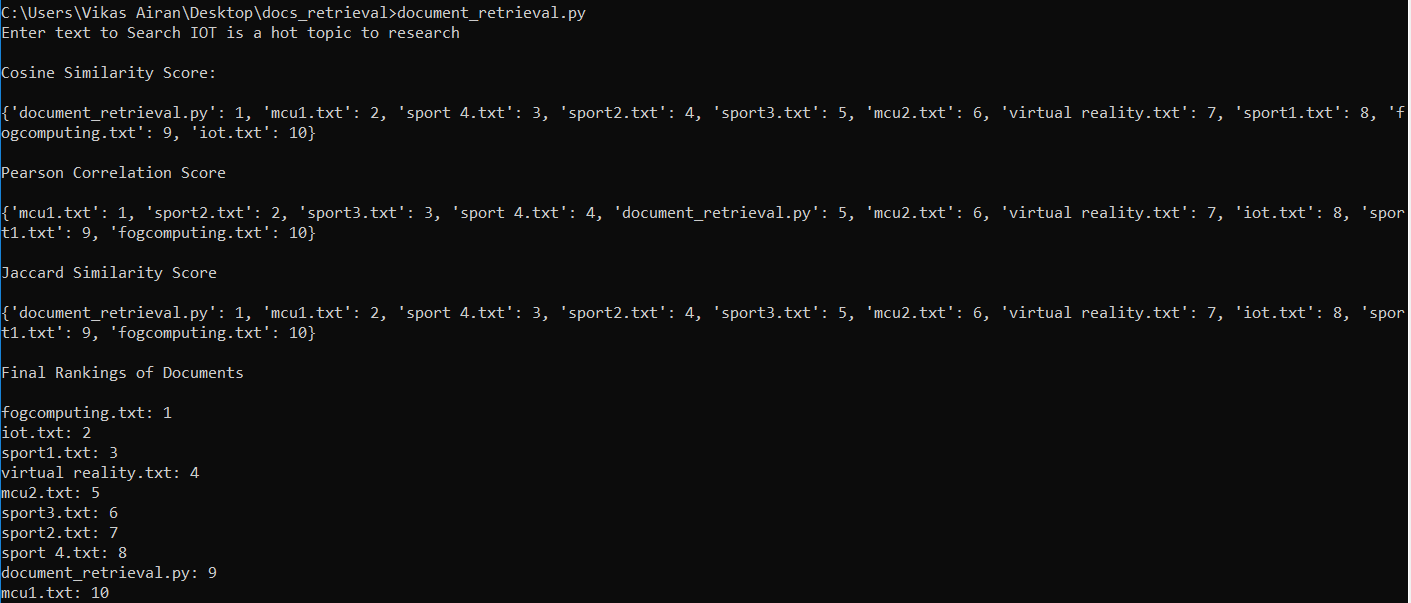 C:\Users\Vikas Airan\Desktop\docs_retrieval>document_retrieval.py
Enter text to Search IOT is a hot topic to research
Cosine Similarity Score:
{'document_retrieval.py': 1, 'mcu1.txt': 2, 'sport 4.txt': 3, 'sport2.txt': 4, 'sport3.txt': 5, 'mcu2.txt': 6, 'virtual reality.txt': 7, 'sport1.txt': 8, 'f
ogcomputing.txt': 9, 'iot.txt': 10}
Pearson Correlation Score
{'mcu1.txt': 1, 'sport2.txt': 2, 'sport3.txt': 3, 'sport 4.txt': 4, 'document_retrieval.py': 5, 'mcu2.txt': 6, 'virtual reality.txt': 7, 'iot.txt': 8, 'spor
t1.txt': 9, 'fogcomputing.txt': 10}
Jaccard Similarity Score
{'document_retrieval.py': 1, 'mcu1.txt': 2, 'sport 4.txt': 3, 'sport2.txt': 4, 'sport3.txt': 5, 'mcu2.txt': 6, 'virtual reality.txt': 7, 'iot.txt': 8, 'spor
t1.txt': 9, 'fogcomputing.txt': 10}
Final Rankings of Documents
fogcomputing.txt: 1
iot.txt: 2
sport1.txt: 3
virtual reality.txt: 4
mcu2.txt: 5
sport3.txt: 6
sport2.txt: 7
sport 4.txt: 8
document_retrieval.py: 9
mcu1.txt: 10